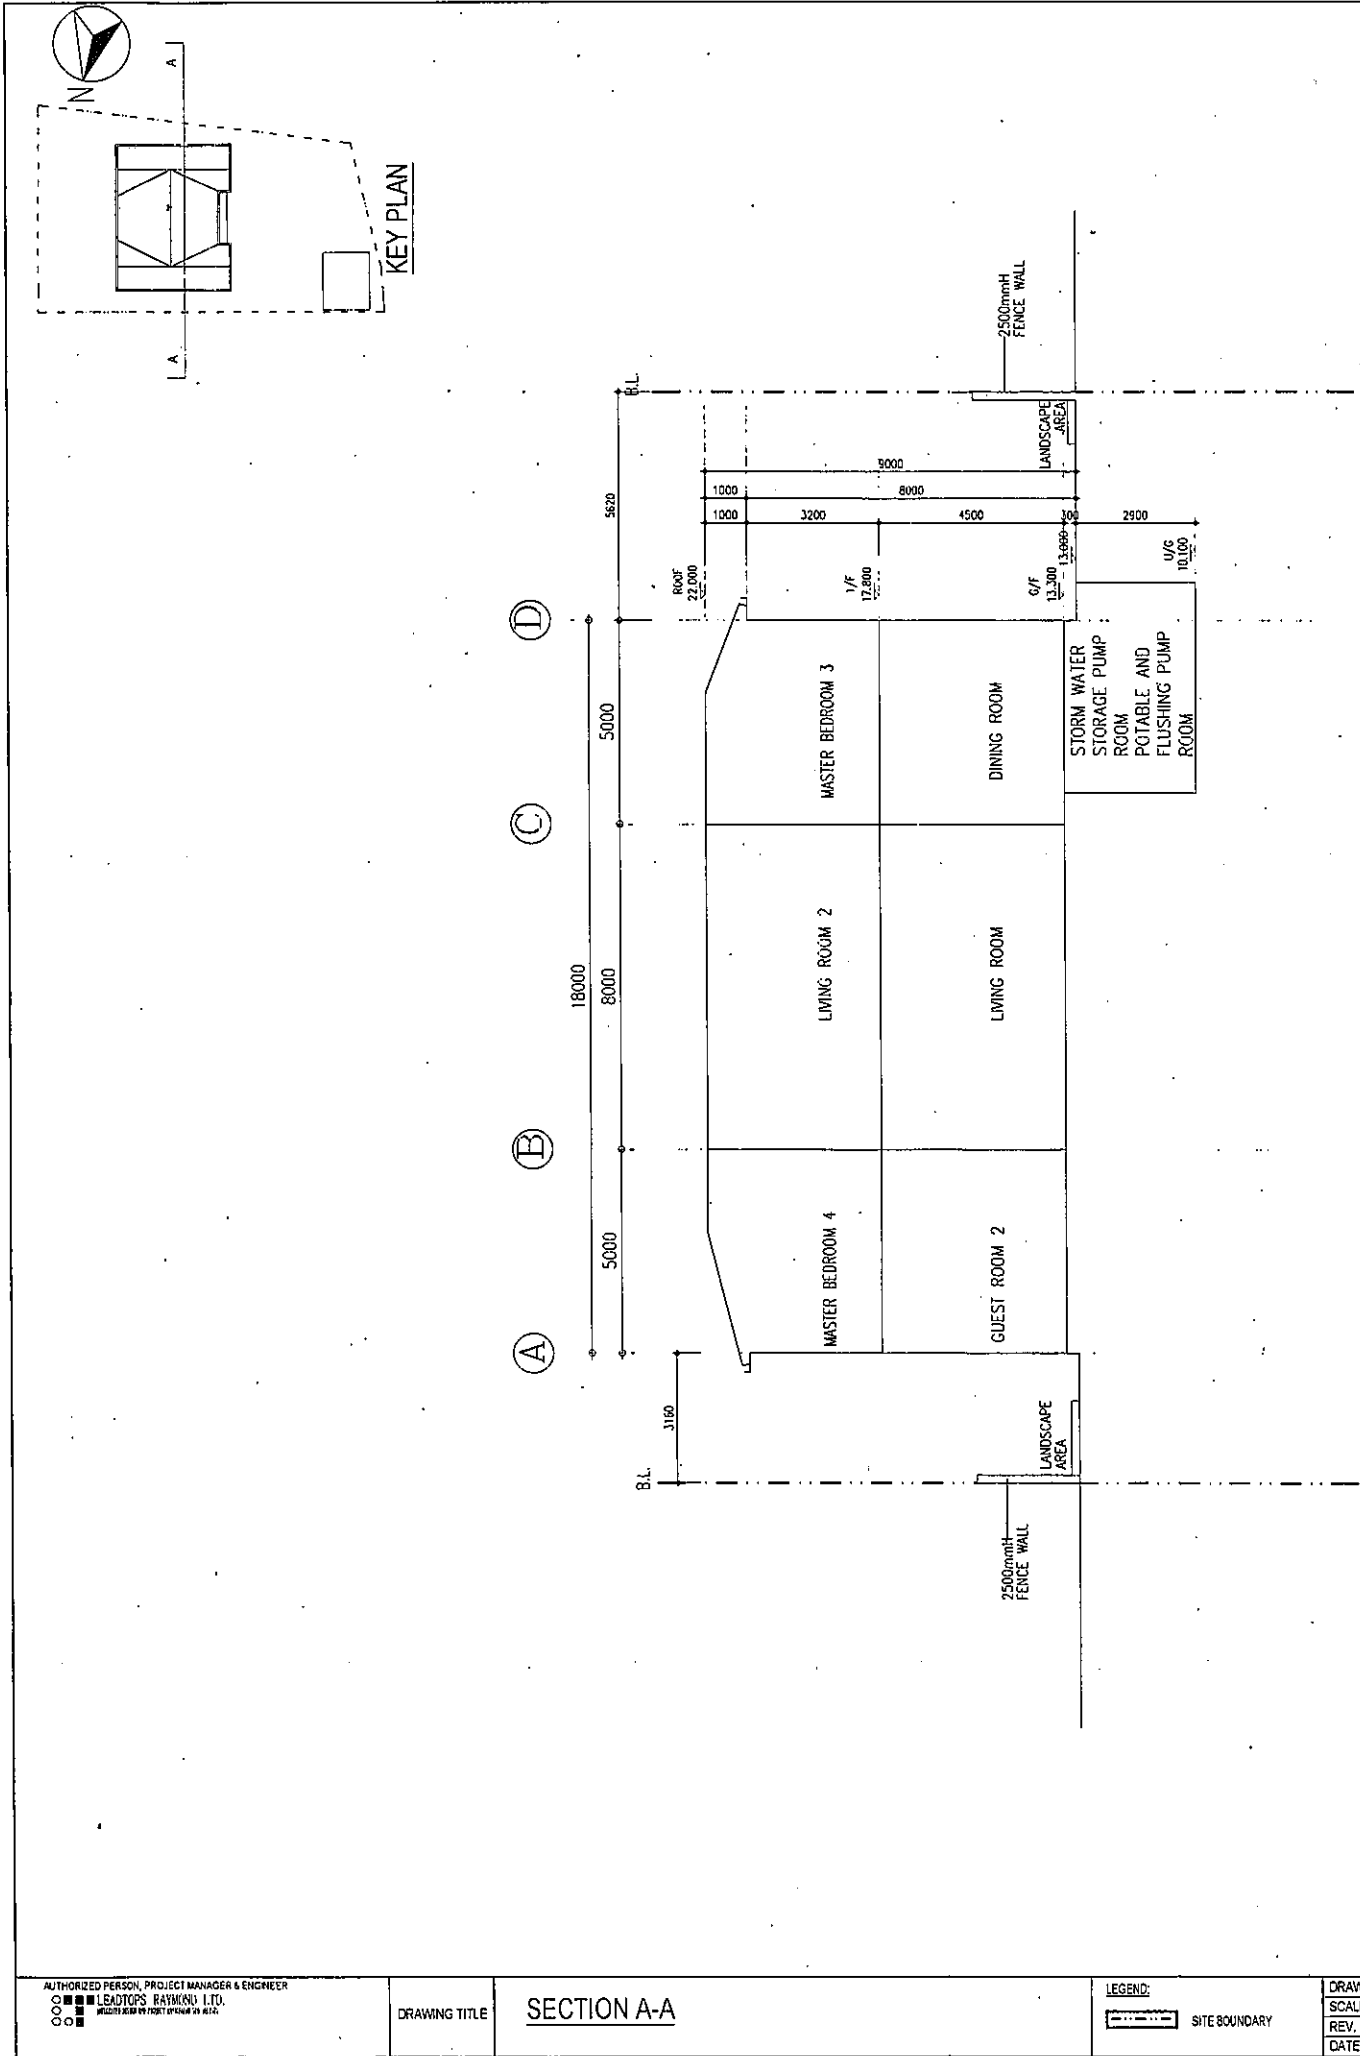 N
A
A
KEY PLAN
A
B
C
D
18000
5000
8000
5000
5620
3160
B.L.
B.L.
ROOF
22.000
1/F
17.800
G/F
13.300
13.000
U/G
10.100
1000
8000
9000
1000
3200
4500
300
2900
MASTER BEDROOM 4
LIVING ROOM 2
MASTER BEDROOM 3
GUEST ROOM 2
LIVING ROOM
DINING ROOM
STORM WATER
STORAGE PUMP
ROOM
POTABLE AND
FLUSHING PUMP
ROOM
LANDSCAPE
AREA
LANDSCAPE
AREA
2500mmH
FENCE WALL
2500mmH
FENCE WALL
AUTHORIZED PERSON, PROJECT MANAGER & ENGINEER
LEADTOPS RAYMOND LTD.
DRAWING TITLE
SECTION A-A
LEGEND:
SITE BOUNDARY
DRAW
SCAL
REV.
DATE